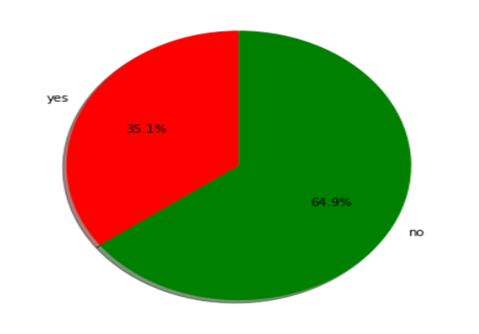 yes
35.1%
64.9%
no